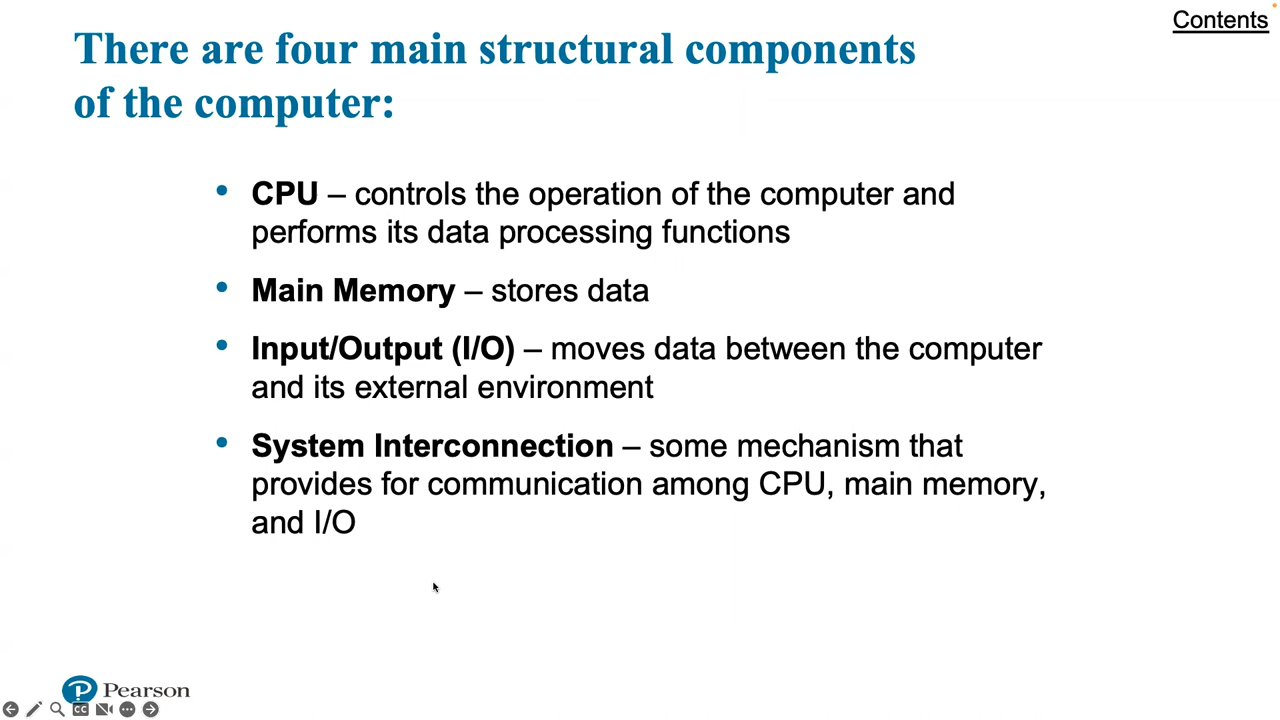 Contents
There are four main structural components
of the computer:
• CPU – controls the operation of the computer and
performs its data processing functions
• Main Memory – stores data
• Input/Output (I/O) – moves data between the computer
and its external environment
• System Interconnection – some mechanism that
provides for communication among CPU, main memory,
and I/O
P Pearson
CC